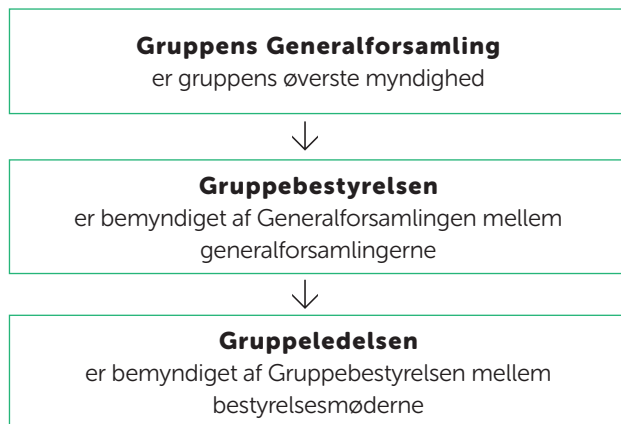 Gruppens Generalforsamling
er gruppens øverste myndighed
Gruppebestyrelsen
er bemyndiget af Generalforsamlingen mellem
generalforsamlingerne
Gruppeledelsen
er bemyndiget af Gruppebestyrelsen mellem
bestyrelsesmøderne